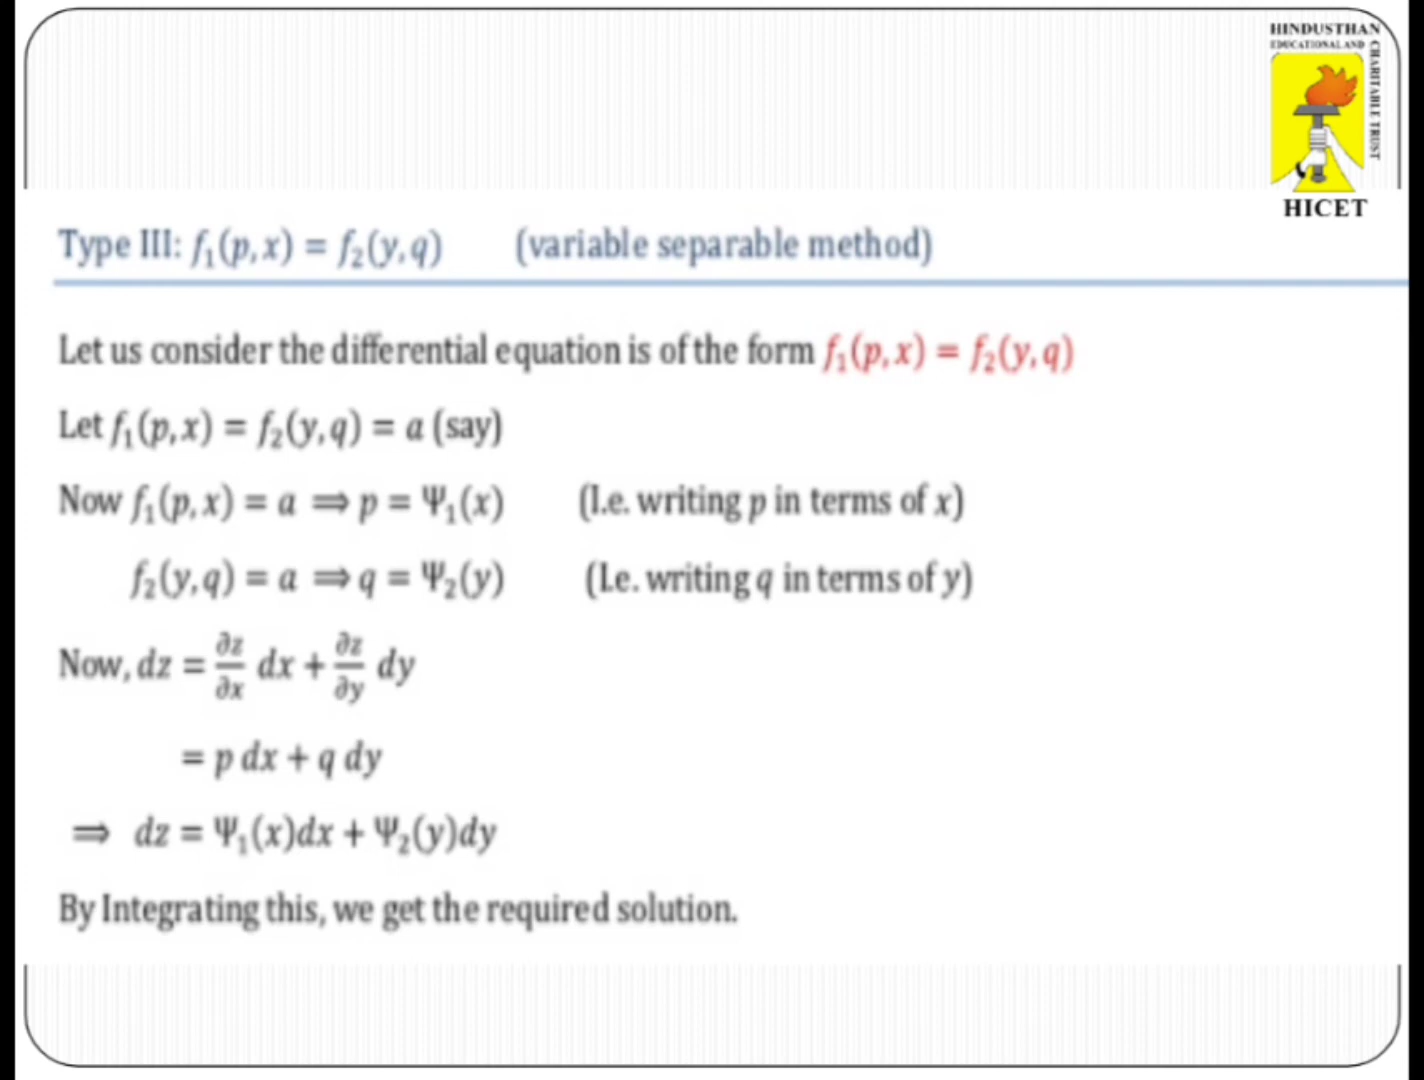 HINDUSTHAN
EDUCATIONAL AND
CHARITABLE TRUST
HICET
Type III: f₁(p, x) = f₂(y, q) (variable separable method)
Let us consider the differential equation is of the form f₁(p, x) = f₂(y, q)
Let f₁(p, x) = f₂(y, q) = a (say)
Now f₁(p, x) = a ⟹ p = Ψ₁(x) (I.e. writing p in terms of x)
f₂(y, q) = a ⟹ q = Ψ₂(y) (I.e. writing q in terms of y)
Now, dz = ∂z/∂x dx + ∂z/∂y dy
= p dx + q dy
⟹ dz = Ψ₁(x)dx + Ψ₂(y)dy
By Integrating this, we get the required solution.